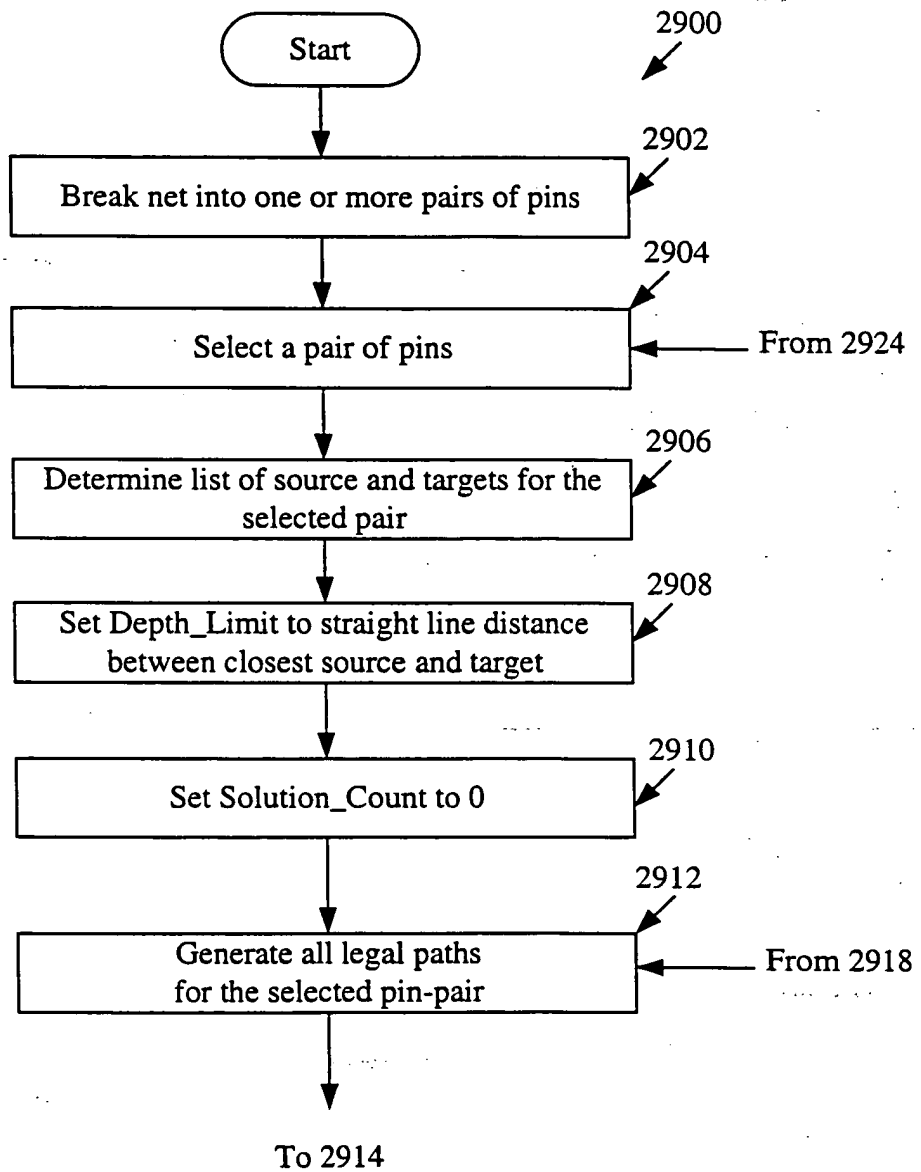 2900
Start
2902
Break net into one or more pairs of pins
2904
Select a pair of pins
From 2924
2906
Determine list of source and targets for the
selected pair
2908
Set Depth_Limit to straight line distance
between closest source and target
2910
Set Solution_Count to 0
2912
Generate all legal paths
for the selected pin-pair
From 2918
To 2914